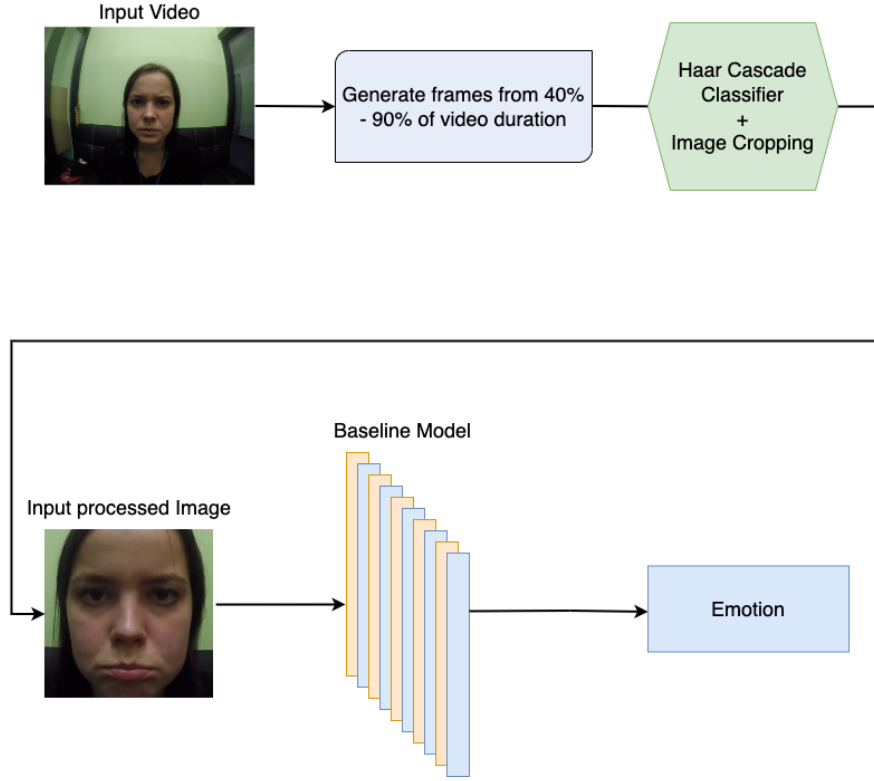 Input Video
Generate frames from 40%
- 90% of video duration
Haar Cascade
Classifier
+
Image Cropping
Baseline Model
Input processed Image
Emotion